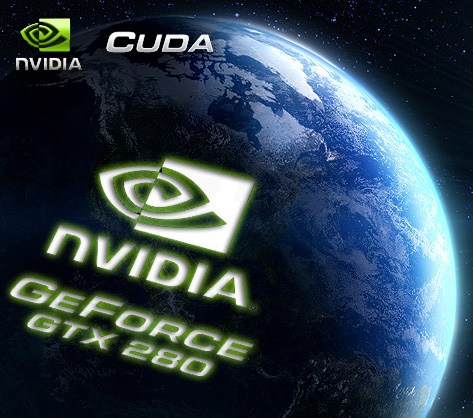 NVIDIA
CUDA
NVIDIA
GEFORCE
GTX 280